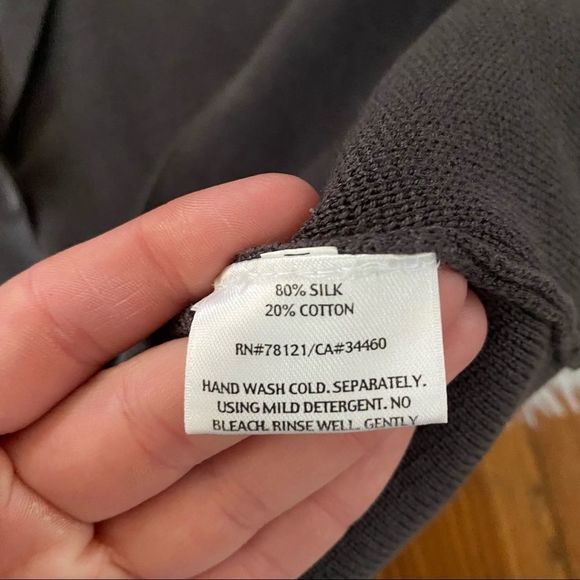 80% SILK
20% COTTON
RN#78121/CA#34460
HAND WASH COLD. SEPARATELY.
USING MILD DETERGENT. NO
BLEACH. RINSE WELL. GENTLY